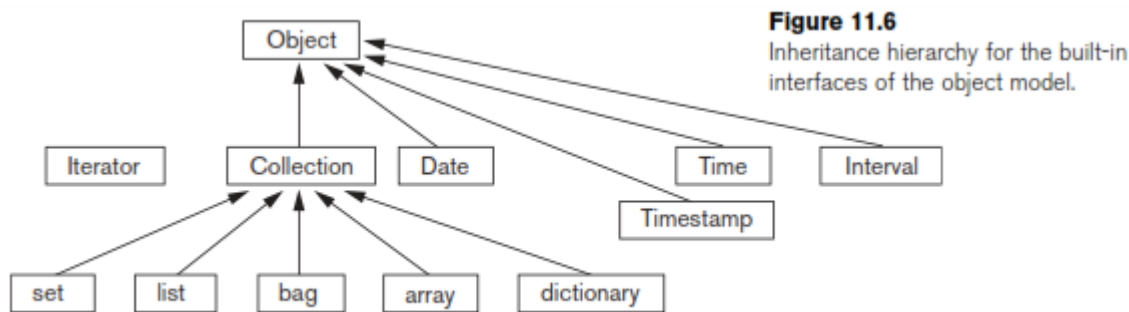 Figure 11.6
Inheritance hierarchy for the built-in
interfaces of the object model.
Object
Iterator
Collection
Date
Time
Interval
Timestamp
set
list
bag
array
dictionary